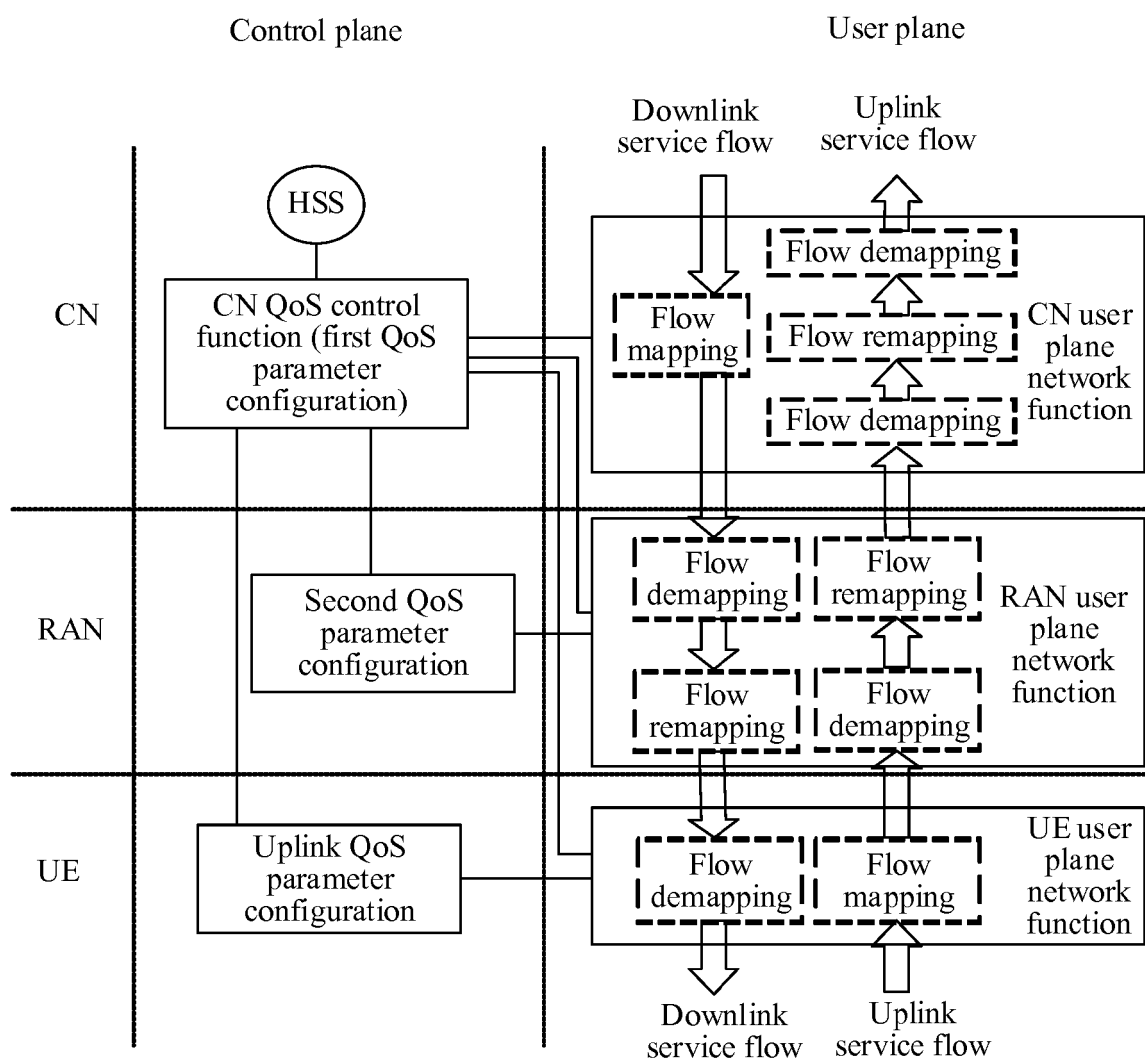 Control plane
User plane
Downlink
service flow
Uplink
service flow
HSS
CN
CN QoS control
function (first QoS
parameter
configuration)
Flow
mapping
Flow demapping
Flow remapping
Flow demapping
CN user
plane
network
function
RAN
Second QoS
parameter
configuration
Flow
demapping
Flow
remapping
Flow
remapping
Flow
demapping
RAN user
plane
network
function
UE
Uplink QoS
parameter
configuration
Flow
demapping
Flow
mapping
UE user
plane
network
function
Downlink
service flow
Uplink
service flow